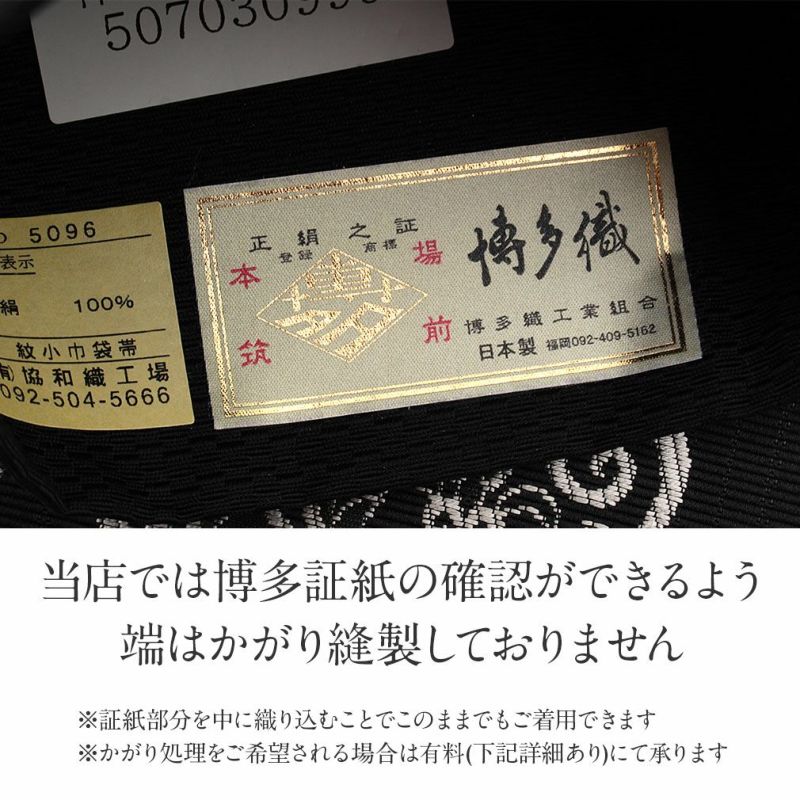 507030993
5096
表示
絹 100%
紋小巾袋帯
(有)協和織工場
092-504-5666
正絹之証
登録 商標
本場
筑前
博多織
博多織工業組合
日本製 福岡092-409-5162
当店では博多証紙の確認ができるよう
端はかがり縫製しておりません
※証紙部分を中に織り込むことでこのままでもご着用できます
※かがり処理をご希望される場合は有料(下記詳細あり)にて承ります